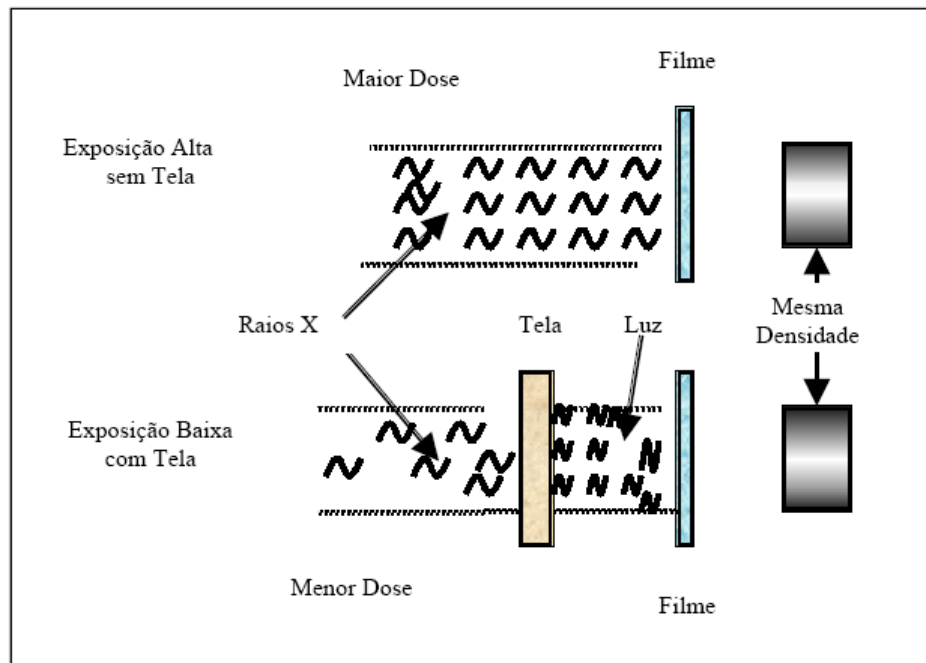 Filme
Maior Dose
Exposição Alta
sem Tela
Raios X
Tela
Luz
Mesma
Densidade
Exposição Baixa
com Tela
Menor Dose
Filme